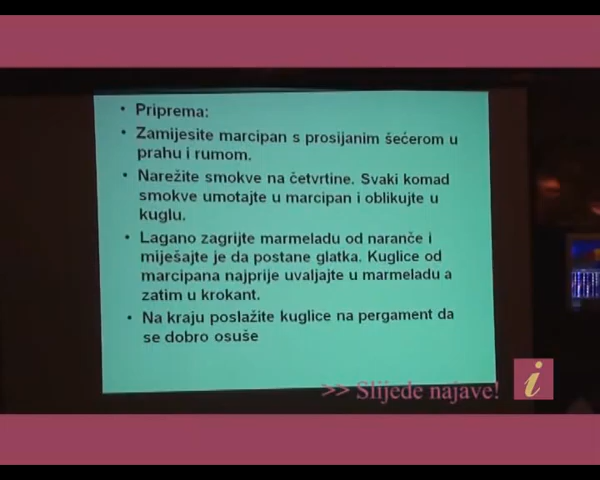 • Priprema:
• Zamijesite marcipan s prosijanim šećerom u
prahu i rumom.
• Narežite smokve na četvrtine. Svaki komad
smokve umotajte u marcipan i oblikujte u
kuglu.
• Lagano zagrijte marmeladu od naranče i
miješajte je da postane glatka. Kuglice od
marcipana najprije uvaljajte u marmeladu a
zatim u krokant.
• Na kraju poslažite kuglice na pergament da
se dobro osuše
>> Slijede najave!
i